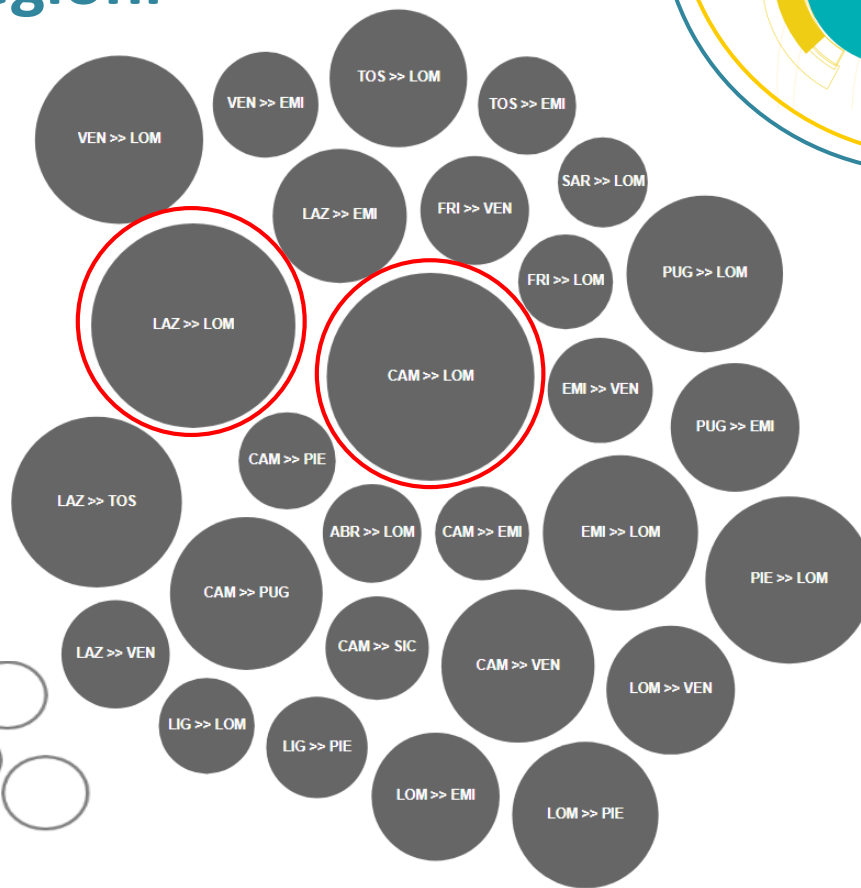 TOS >> LOM
VEN >> EMI
TOS >> EMI
VEN >> LOM
SAR >> LOM
LAZ >> EMI
FRI >> VEN
PUG >> LOM
FRI >> LOM
LAZ >> LOM
CAM >> LOM
EMI >> VEN
PUG >> EMI
CAM >> PIE
LAZ >> TOS
ABR >> LOM
CAM >> EMI
EMI >> LOM
PIE >> LOM
CAM >> PUG
CAM >> SIC
LAZ >> VEN
CAM >> VEN
LOM >> VEN
LIG >> LOM
LIG >> PIE
LOM >> EMI
LOM >> PIE